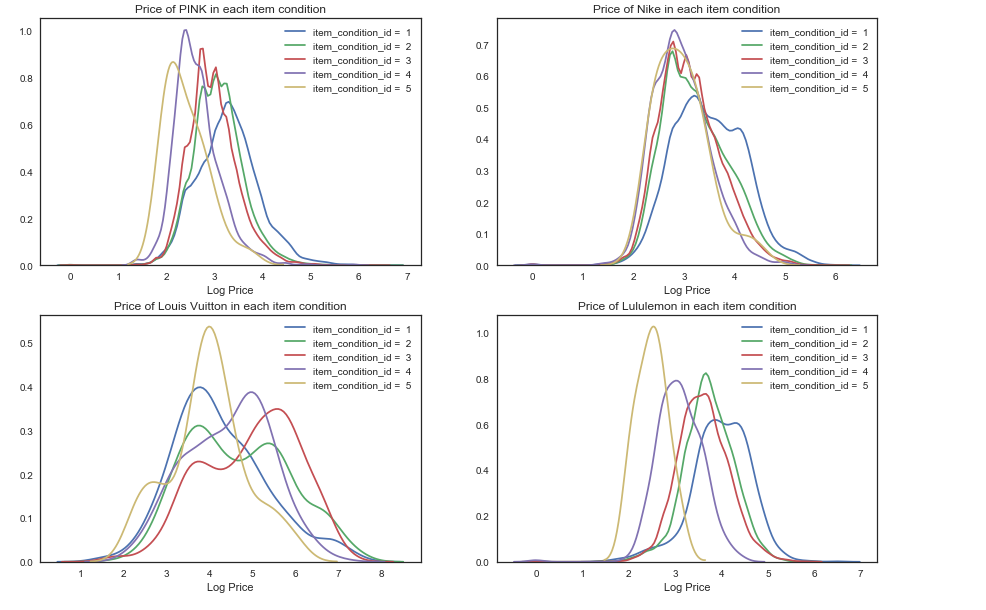 Price of PINK in each item condition
1.0
0.8
0.6
0.4
0.2
0.0
item_condition_id = 1
item_condition_id = 2
item_condition_id = 3
item_condition_id = 4
item_condition_id = 5
0 1 2 3 4 5 6 7
Log Price
Price of Nike in each item condition
0.7
0.6
0.5
0.4
0.3
0.2
0.1
0.0
item_condition_id = 1
item_condition_id = 2
item_condition_id = 3
item_condition_id = 4
item_condition_id = 5
0 1 2 3 4 5 6
Log Price
Price of Louis Vuitton in each item condition
0.5
0.4
0.3
0.2
0.1
0.0
item_condition_id = 1
item_condition_id = 2
item_condition_id = 3
item_condition_id = 4
item_condition_id = 5
1 2 3 4 5 6 7 8
Log Price
Price of Lululemon in each item condition
1.0
0.8
0.6
0.4
0.2
0.0
item_condition_id = 1
item_condition_id = 2
item_condition_id = 3
item_condition_id = 4
item_condition_id = 5
0 1 2 3 4 5 6 7
Log Price